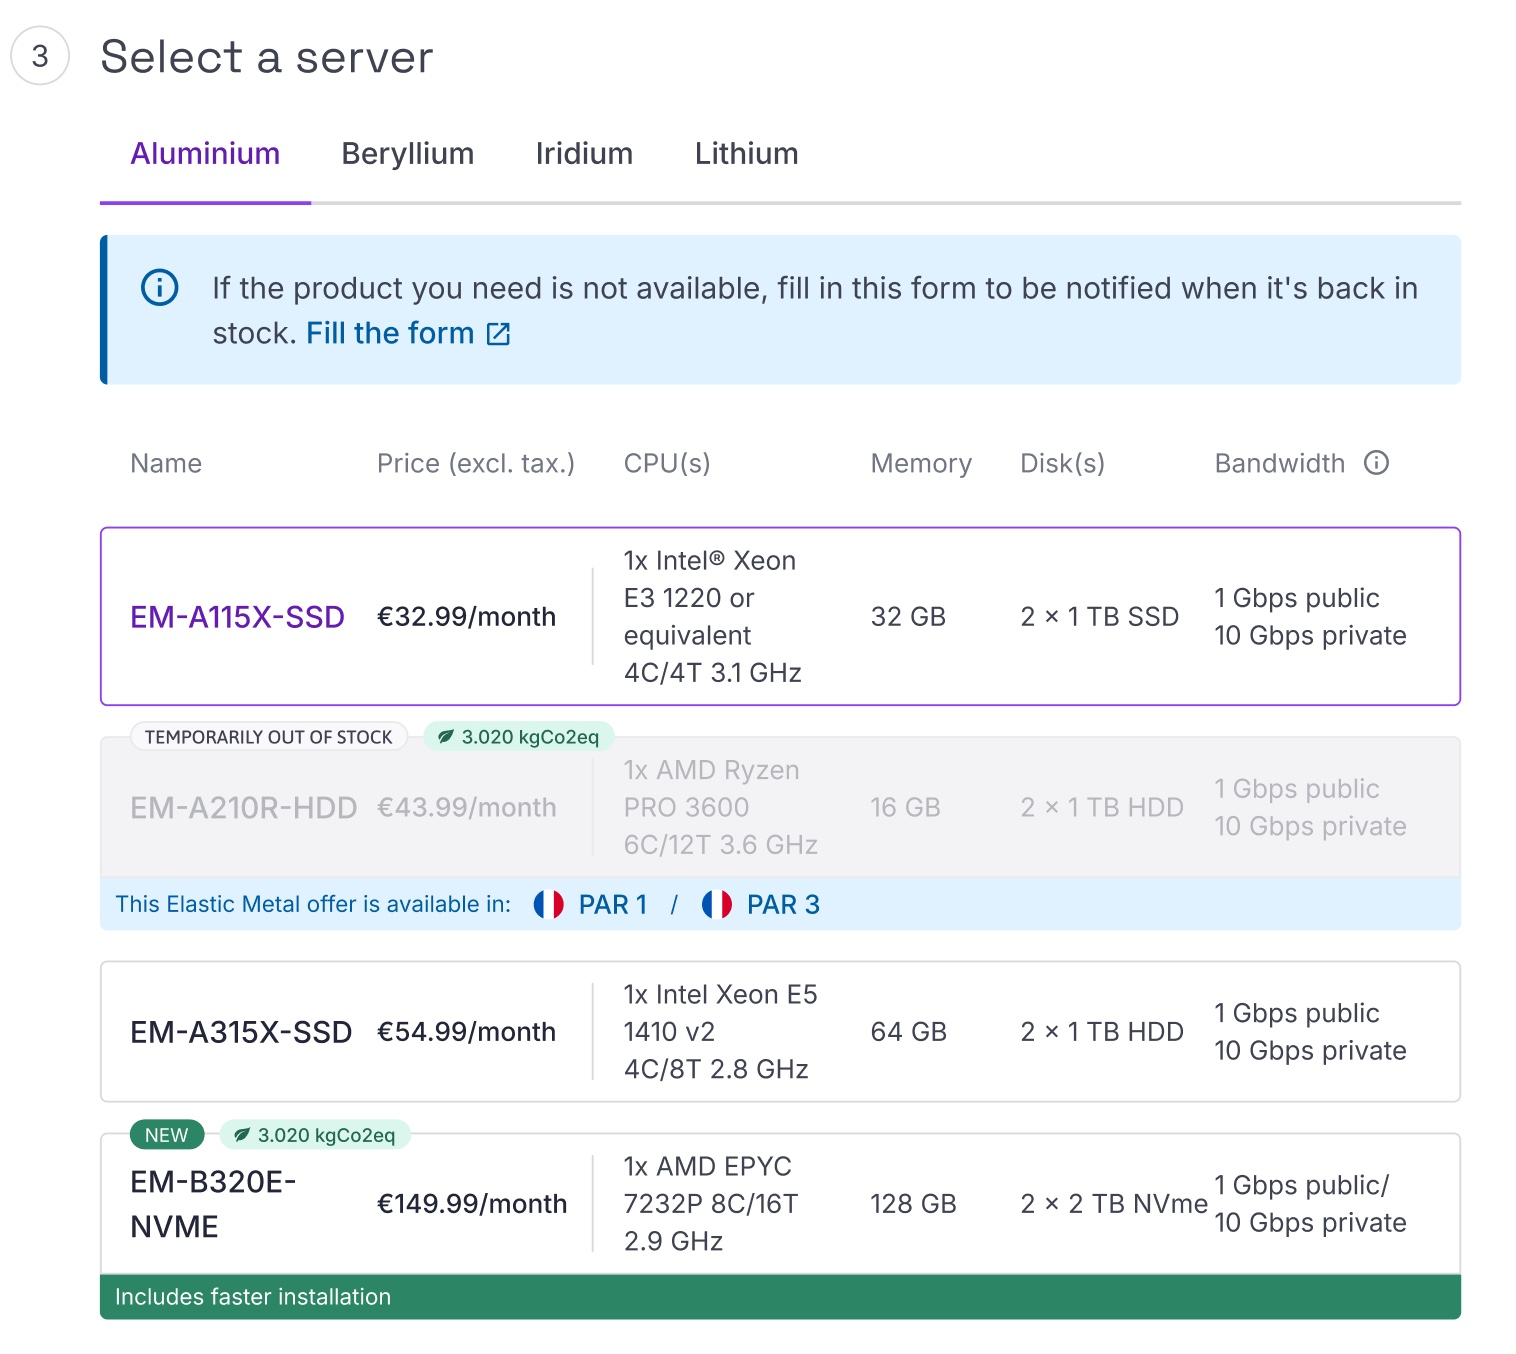 3 Select a server
Aluminium Beryllium Iridium Lithium
If the product you need is not available, fill in this form to be notified when it's back in
stock. Fill the form
Name Price (excl. tax.) CPU(s) Memory Disk(s) Bandwidth
EM-A115X-SSD €32.99/month
1x Intel® Xeon
E3 1220 or
equivalent
4C/4T 3.1 GHz
32 GB 2 × 1 TB SSD
1 Gbps public
10 Gbps private
TEMPORARILY OUT OF STOCK 3.020 kgCo2eq
EM-A210R-HDD €43.99/month
1x AMD Ryzen
PRO 3600
6C/12T 3.6 GHz
16 GB 2 × 1 TB HDD
1 Gbps public
10 Gbps private
This Elastic Metal offer is available in: PAR 1 / PAR 3
EM-A315X-SSD €54.99/month
1x Intel Xeon E5
1410 v2
4C/8T 2.8 GHz
64 GB 2 × 1 TB HDD
1 Gbps public
10 Gbps private
NEW 3.020 kgCo2eq
EM-B320E-
NVME
€149.99/month
1x AMD EPYC
7232P 8C/16T
2.9 GHz
128 GB 2 × 2 TB NVme
1 Gbps public/
10 Gbps private
Includes faster installation